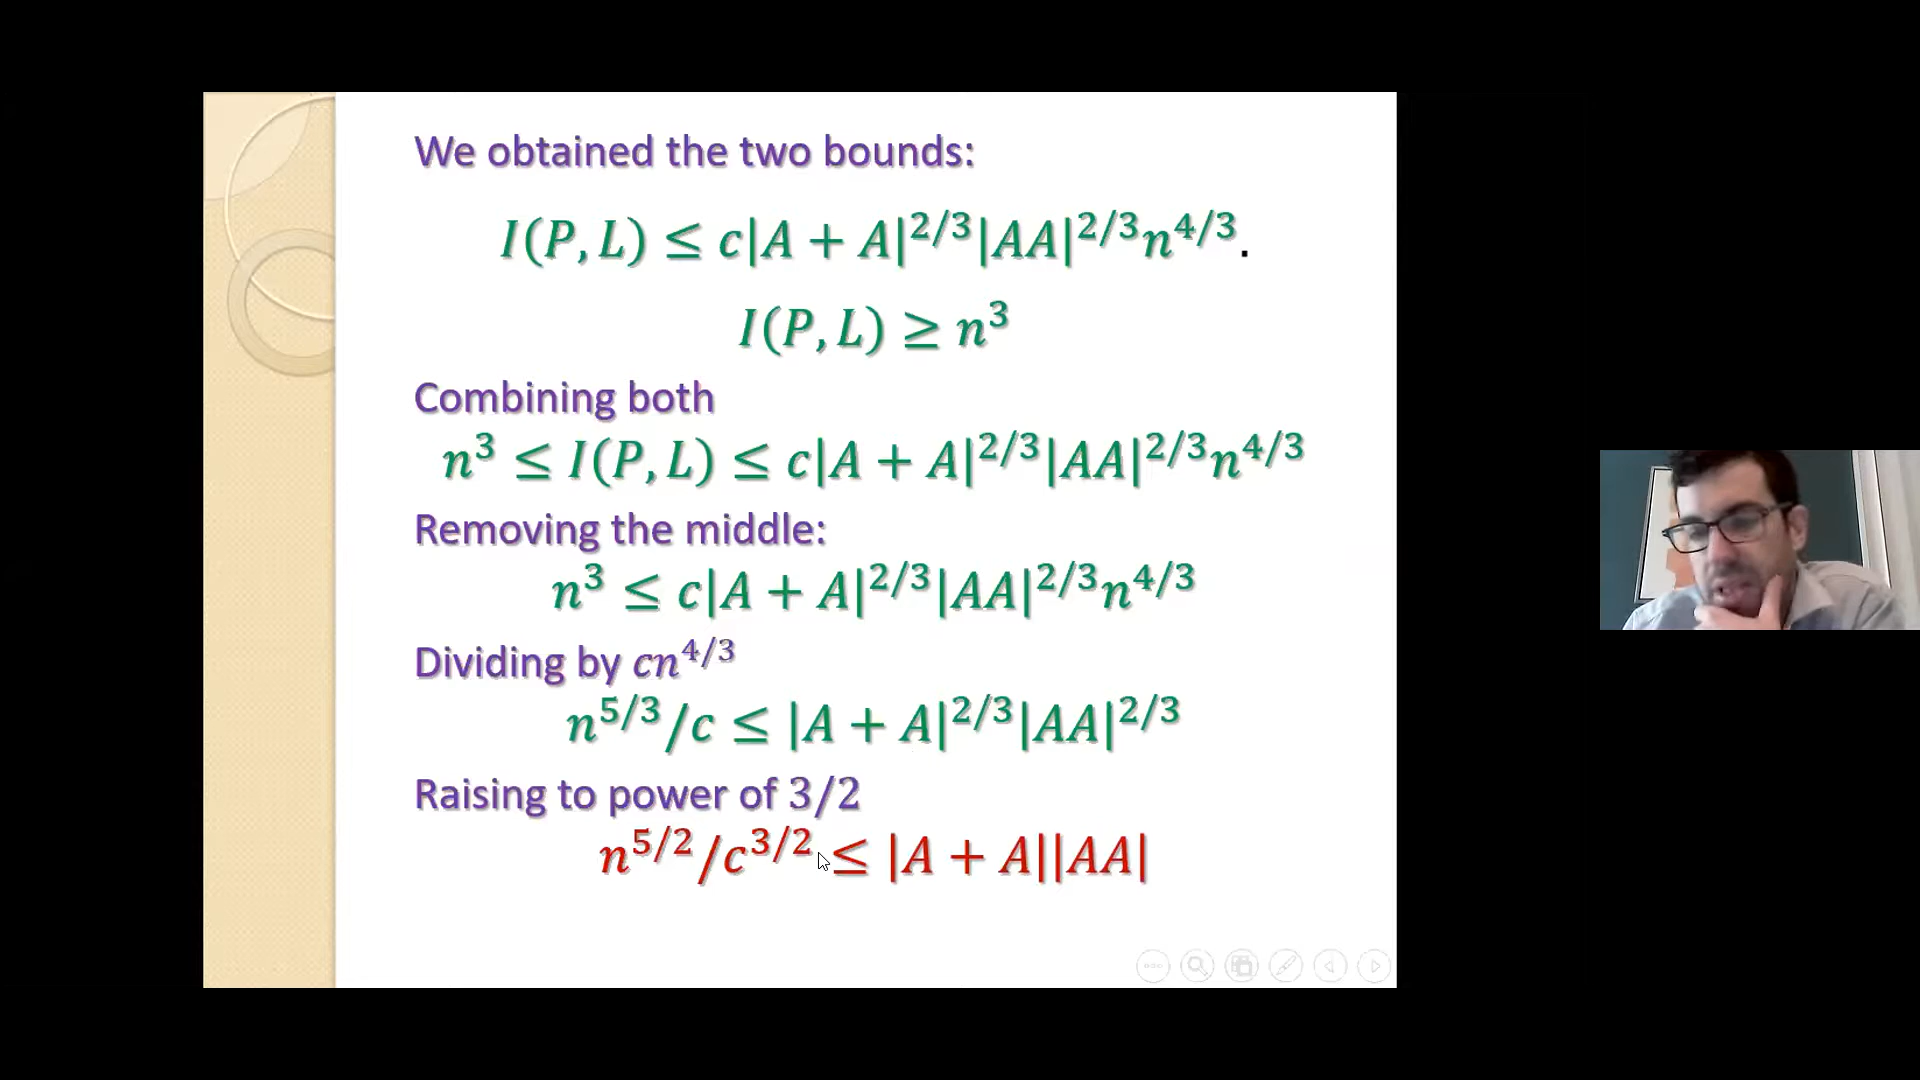 We obtained the two bounds:
I(P, L) ≤ c|A + A|^{2/3}|AA|^{2/3}n^{4/3}.
I(P, L) ≥ n^3
Combining both
n^3 ≤ I(P, L) ≤ c|A + A|^{2/3}|AA|^{2/3}n^{4/3}
Removing the middle:
n^3 ≤ c|A + A|^{2/3}|AA|^{2/3}n^{4/3}
Dividing by cn^{4/3}
n^{5/3}/c ≤ |A + A|^{2/3}|AA|^{2/3}
Raising to power of 3/2
n^{5/2}/c^{3/2} ≤ |A + A||AA|